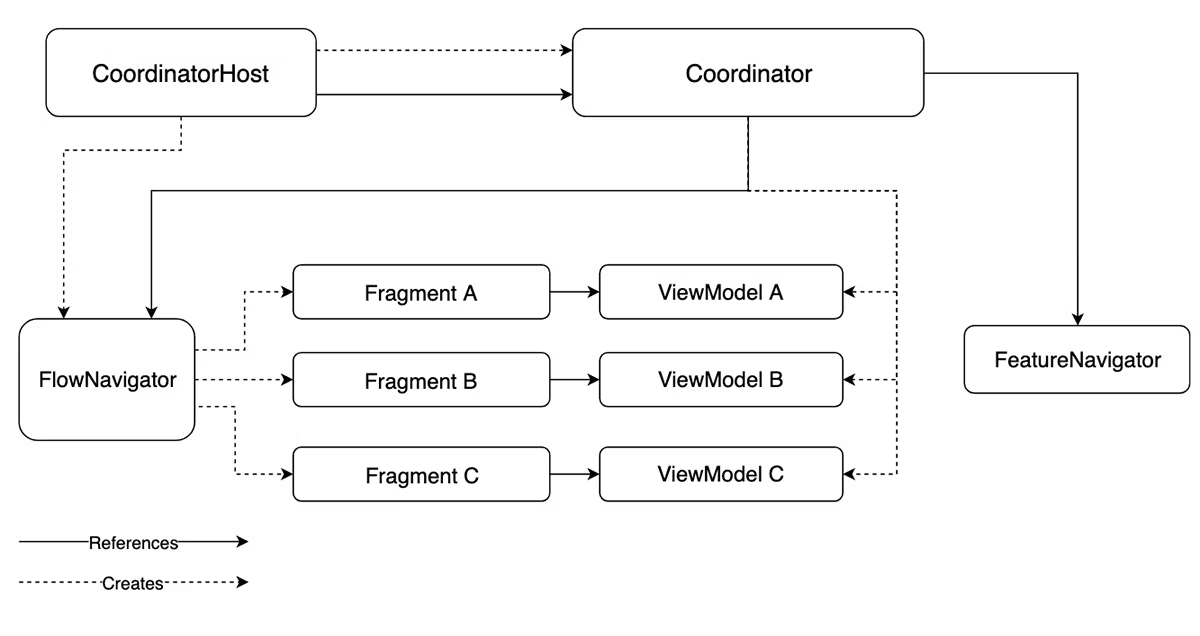 CoordinatorHost
Coordinator
Fragment A
ViewModel A
FlowNavigator
Fragment B
ViewModel B
FeatureNavigator
Fragment C
ViewModel C
References
Creates